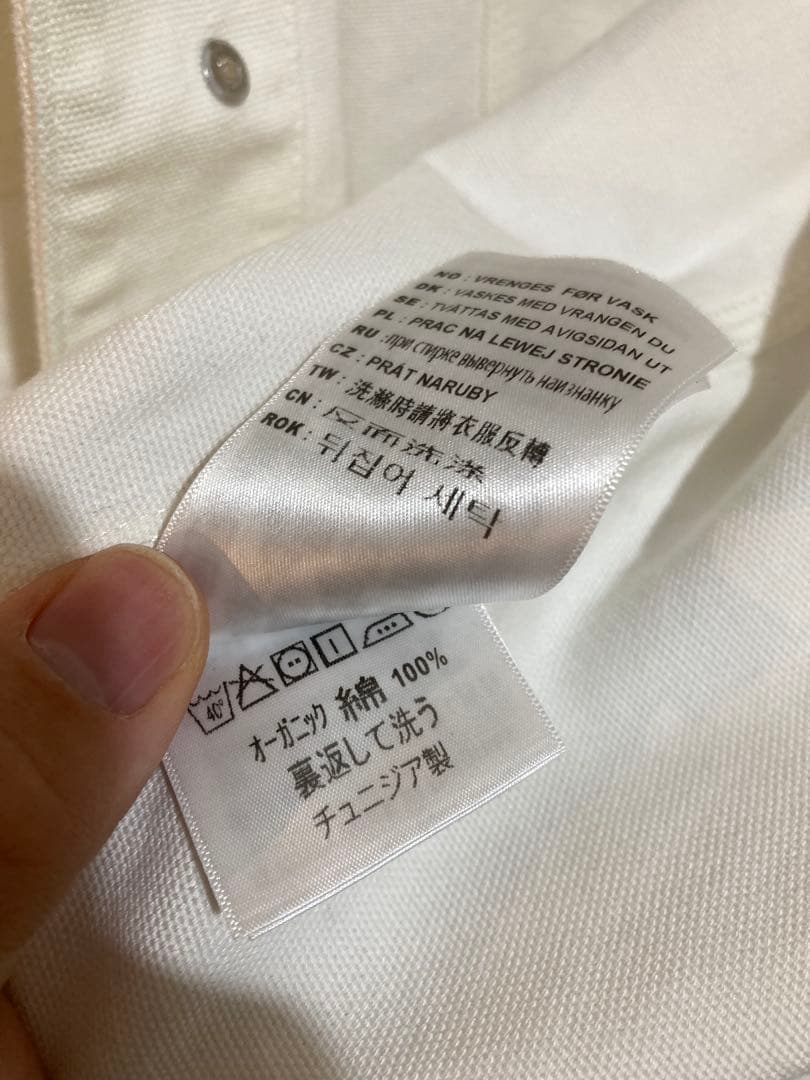 NO : VRENGES FØR VASK
DK : VASKES MED VRANGEN DU
SE : TVÄTTAS MED AVIGSIDAN UT
PL : PRAC NA LEWEJ STRONIE
RU : при стирке вывернуть наизнанку
CZ : PRÁT NARUBY
TW : 洗滌時請將衣服反轉
CN : 反面洗涤
ROK : 뒤집어 세탁
40°
オーガニック 綿 100%
裏返して洗う
チュニジア製